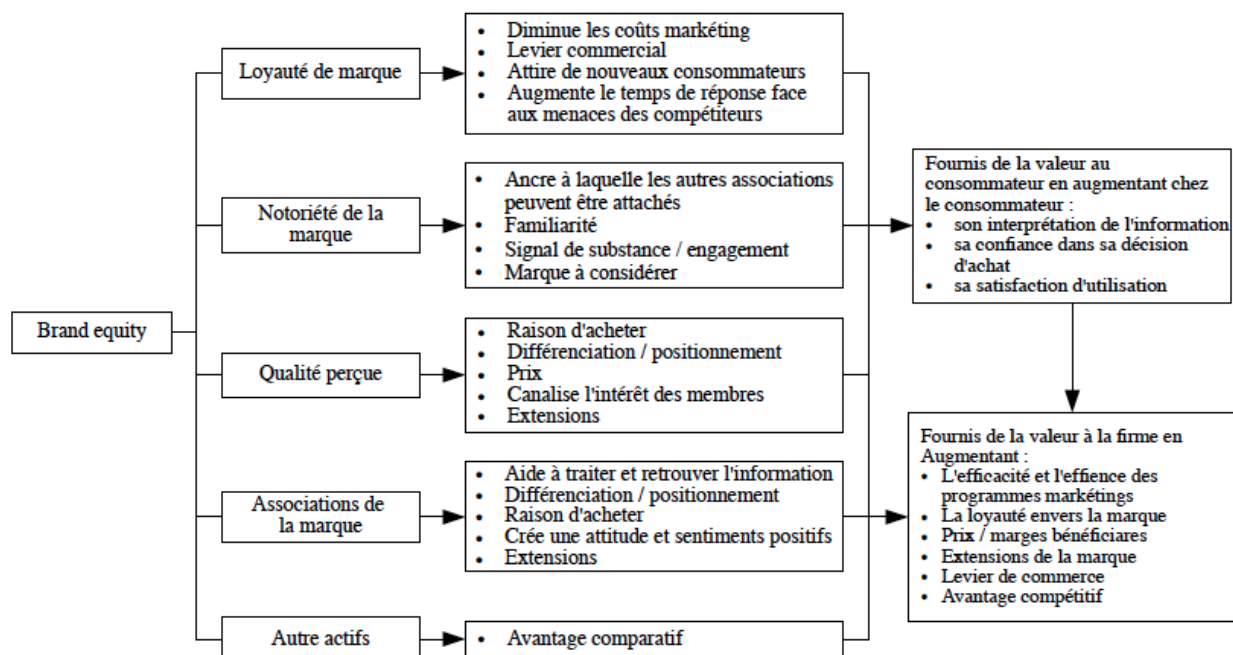 Brand equity
Loyauté de marque
• Diminue les coûts markéting
• Levier commercial
• Attire de nouveaux consommateurs
• Augmente le temps de réponse face
aux menaces des compétiteurs
Notoriété de la
marque
• Ancre à laquelle les autres associations
peuvent être attachés
• Familiarité
• Signal de substance / engagement
• Marque à considérer
Qualité perçue
• Raison d'acheter
• Différenciation / positionnement
• Prix
• Canalise l'intérêt des membres
• Extensions
Associations de
la marque
• Aide à traiter et retrouver l'information
• Différenciation / positionnement
• Raison d'acheter
• Crée une attitude et sentiments positifs
• Extensions
Autre actifs
• Avantage comparatif
Fournis de la valeur au
consommateur en augmentant chez
le consommateur :
• son interprétation de l'information
• sa confiance dans sa décision
d'achat
• sa satisfaction d'utilisation
Fournis de la valeur à la firme en
Augmentant :
• L'efficacité et l'effience des
programmes markétings
• La loyauté envers la marque
• Prix / marges bénéficiares
• Extensions de la marque
• Levier de commerce
• Avantage compétitif